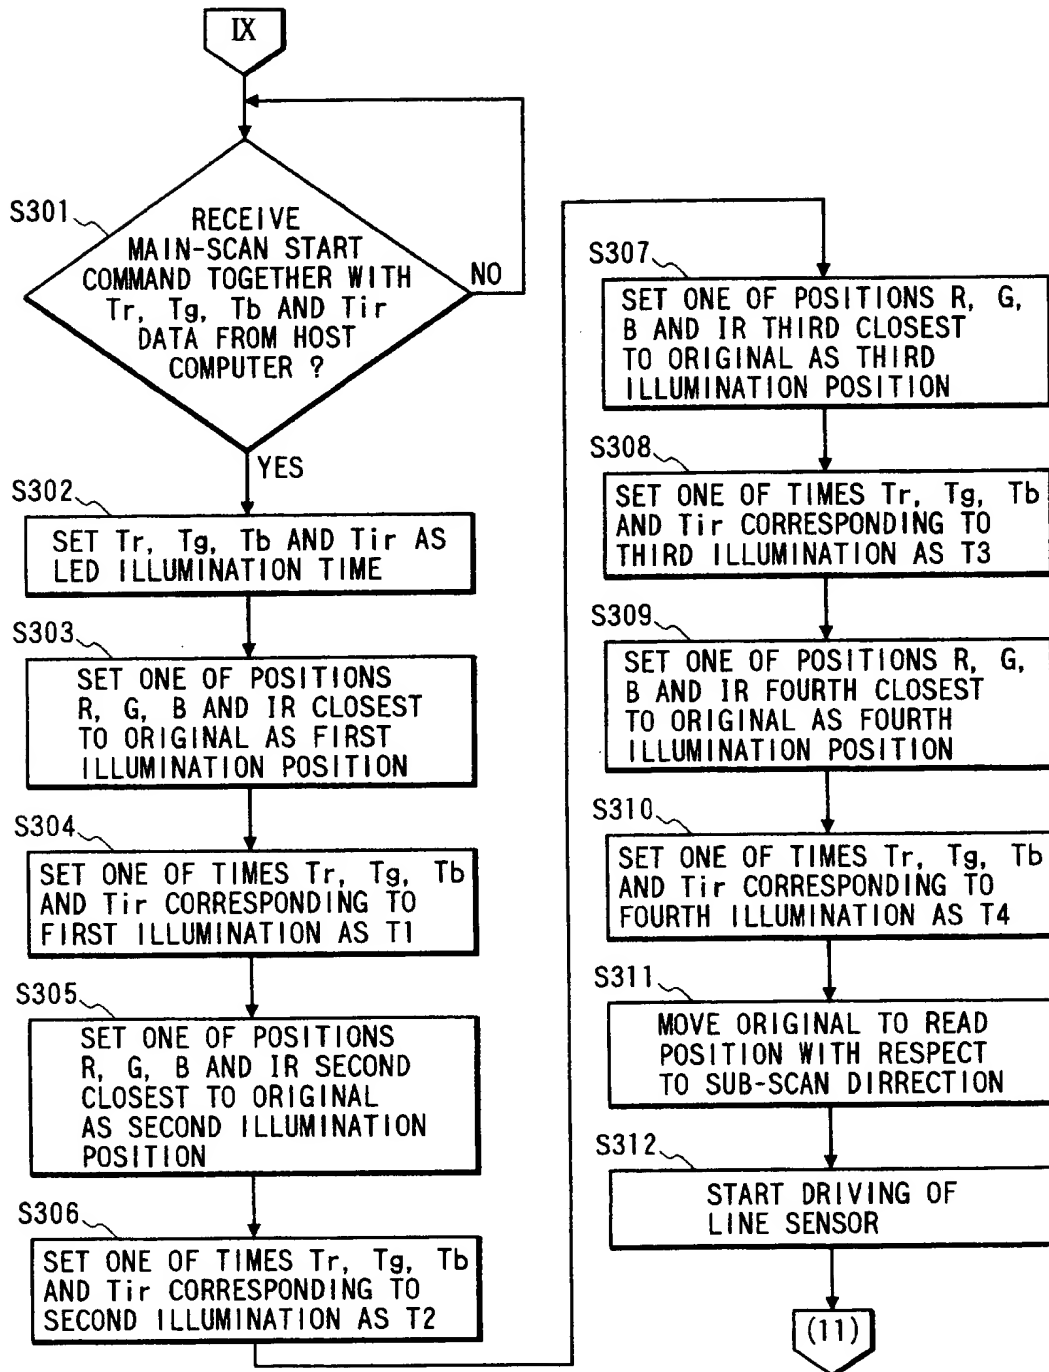 IX
S301
RECEIVE
MAIN-SCAN START
COMMAND TOGETHER WITH
Tr, Tg, Tb AND Tir
DATA FROM HOST
COMPUTER ?
NO
YES
S302
SET Tr, Tg, Tb AND Tir AS
LED ILLUMINATION TIME
S303
SET ONE OF POSITIONS
R, G, B AND IR CLOSEST
TO ORIGINAL AS FIRST
ILLUMINATION POSITION
S304
SET ONE OF TIMES Tr, Tg, Tb
AND Tir CORRESPONDING TO
FIRST ILLUMINATION AS T1
S305
SET ONE OF POSITIONS
R, G, B AND IR SECOND
CLOSEST TO ORIGINAL
AS SECOND ILLUMINATION
POSITION
S306
SET ONE OF TIMES Tr, Tg, Tb
AND Tir CORRESPONDING TO
SECOND ILLUMINATION AS T2
S307
SET ONE OF POSITIONS R, G,
B AND IR THIRD CLOSEST
TO ORIGINAL AS THIRD
ILLUMINATION POSITION
S308
SET ONE OF TIMES Tr, Tg, Tb
AND Tir CORRESPONDING TO
THIRD ILLUMINATION AS T3
S309
SET ONE OF POSITIONS R, G,
B AND IR FOURTH CLOSEST
TO ORIGINAL AS FOURTH
ILLUMINATION POSITION
S310
SET ONE OF TIMES Tr, Tg, Tb
AND Tir CORRESPONDING TO
FOURTH ILLUMINATION AS T4
S311
MOVE ORIGINAL TO READ
POSITION WITH RESPECT
TO SUB-SCAN DIRRECTION
S312
START DRIVING OF
LINE SENSOR
(11)